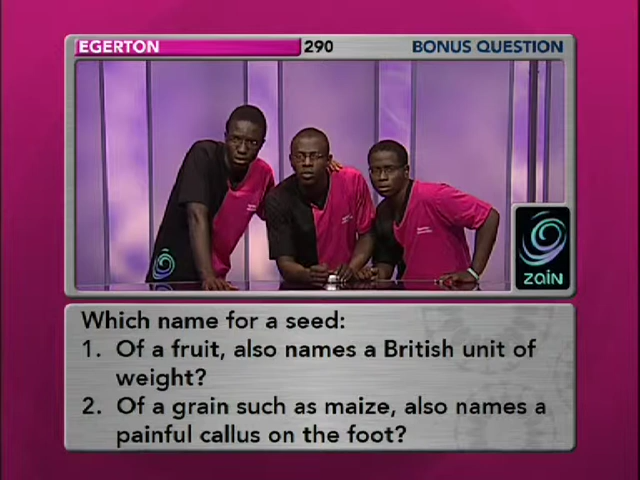 EGERTON 290 BONUS QUESTION
zain
Which name for a seed:
1. Of a fruit, also names a British unit of
weight?
2. Of a grain such as maize, also names a
painful callus on the foot?